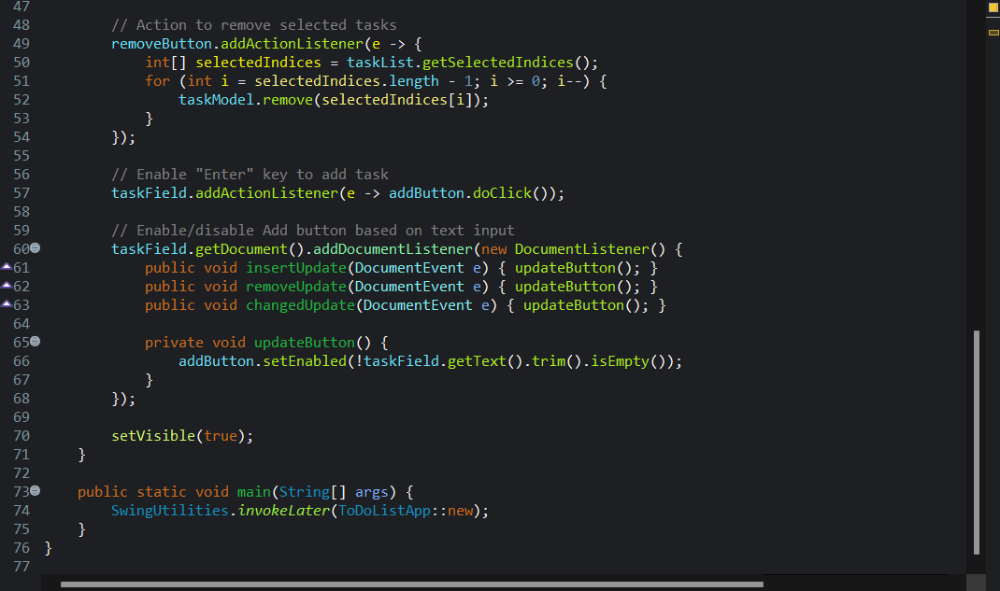 47
48         // Action to remove selected tasks
49         removeButton.addActionListener(e -> {
50             int[] selectedIndices = taskList.getSelectedIndices();
51             for (int i = selectedIndices.length - 1; i >= 0; i--) {
52                 taskModel.remove(selectedIndices[i]);
53             }
54         });
55
56         // Enable "Enter" key to add task
57         taskField.addActionListener(e -> addButton.doClick());
58
59         // Enable/disable Add button based on text input
60         taskField.getDocument().addDocumentListener(new DocumentListener() {
61             public void insertUpdate(DocumentEvent e) { updateButton(); }
62             public void removeUpdate(DocumentEvent e) { updateButton(); }
63             public void changedUpdate(DocumentEvent e) { updateButton(); }
64
65             private void updateButton() {
66                 addButton.setEnabled(!taskField.getText().trim().isEmpty());
67             }
68         });
69
70         setVisible(true);
71     }
72
73     public static void main(String[] args) {
74         SwingUtilities.invokeLater(ToDoListApp::new);
75     }
76 }
77